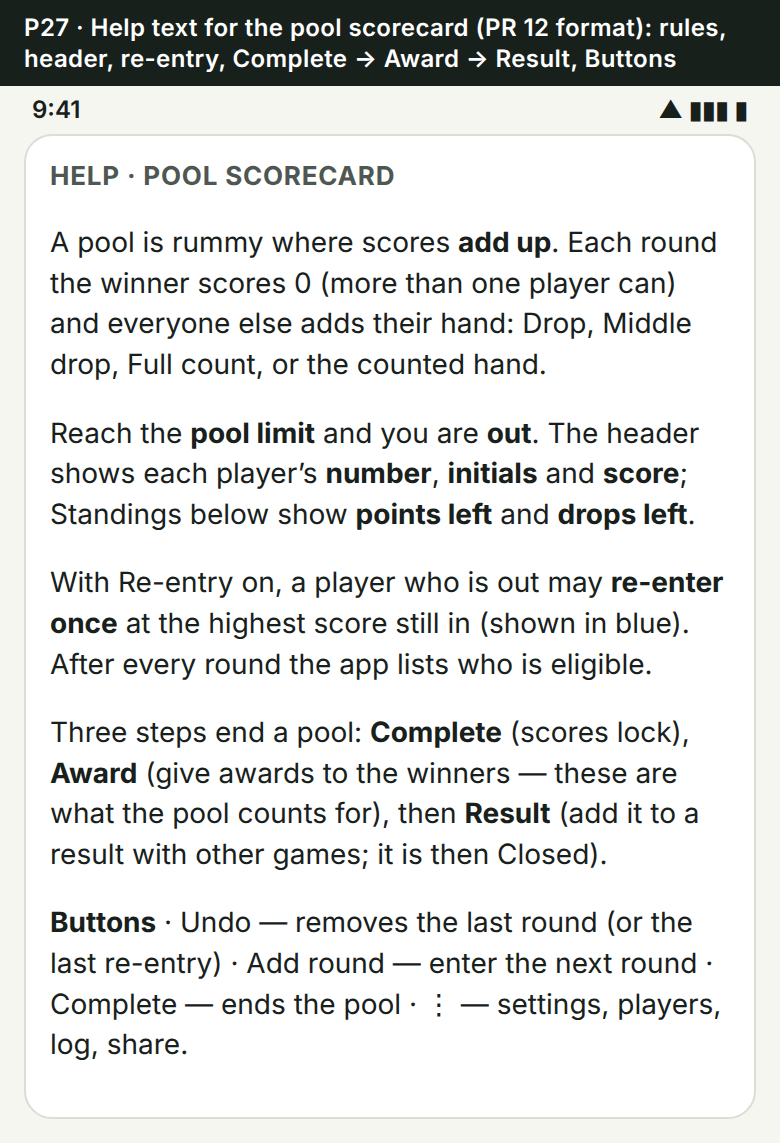 P27 · Help text for the pool scorecard (PR 12 format): rules,
header, re-entry, Complete → Award → Result, Buttons
9:41
HELP · POOL SCORECARD
A pool is rummy where scores add up. Each round
the winner scores 0 (more than one player can)
and everyone else adds their hand: Drop, Middle
drop, Full count, or the counted hand.
Reach the pool limit and you are out. The header
shows each player’s number, initials and score;
Standings below show points left and drops left.
With Re-entry on, a player who is out may re-enter
once at the highest score still in (shown in blue).
After every round the app lists who is eligible.
Three steps end a pool: Complete (scores lock),
Award (give awards to the winners — these are
what the pool counts for), then Result (add it to a
result with other games; it is then Closed).
Buttons · Undo — removes the last round (or the
last re-entry) · Add round — enter the next round ·
Complete — ends the pool · ⋮ — settings, players,
log, share.